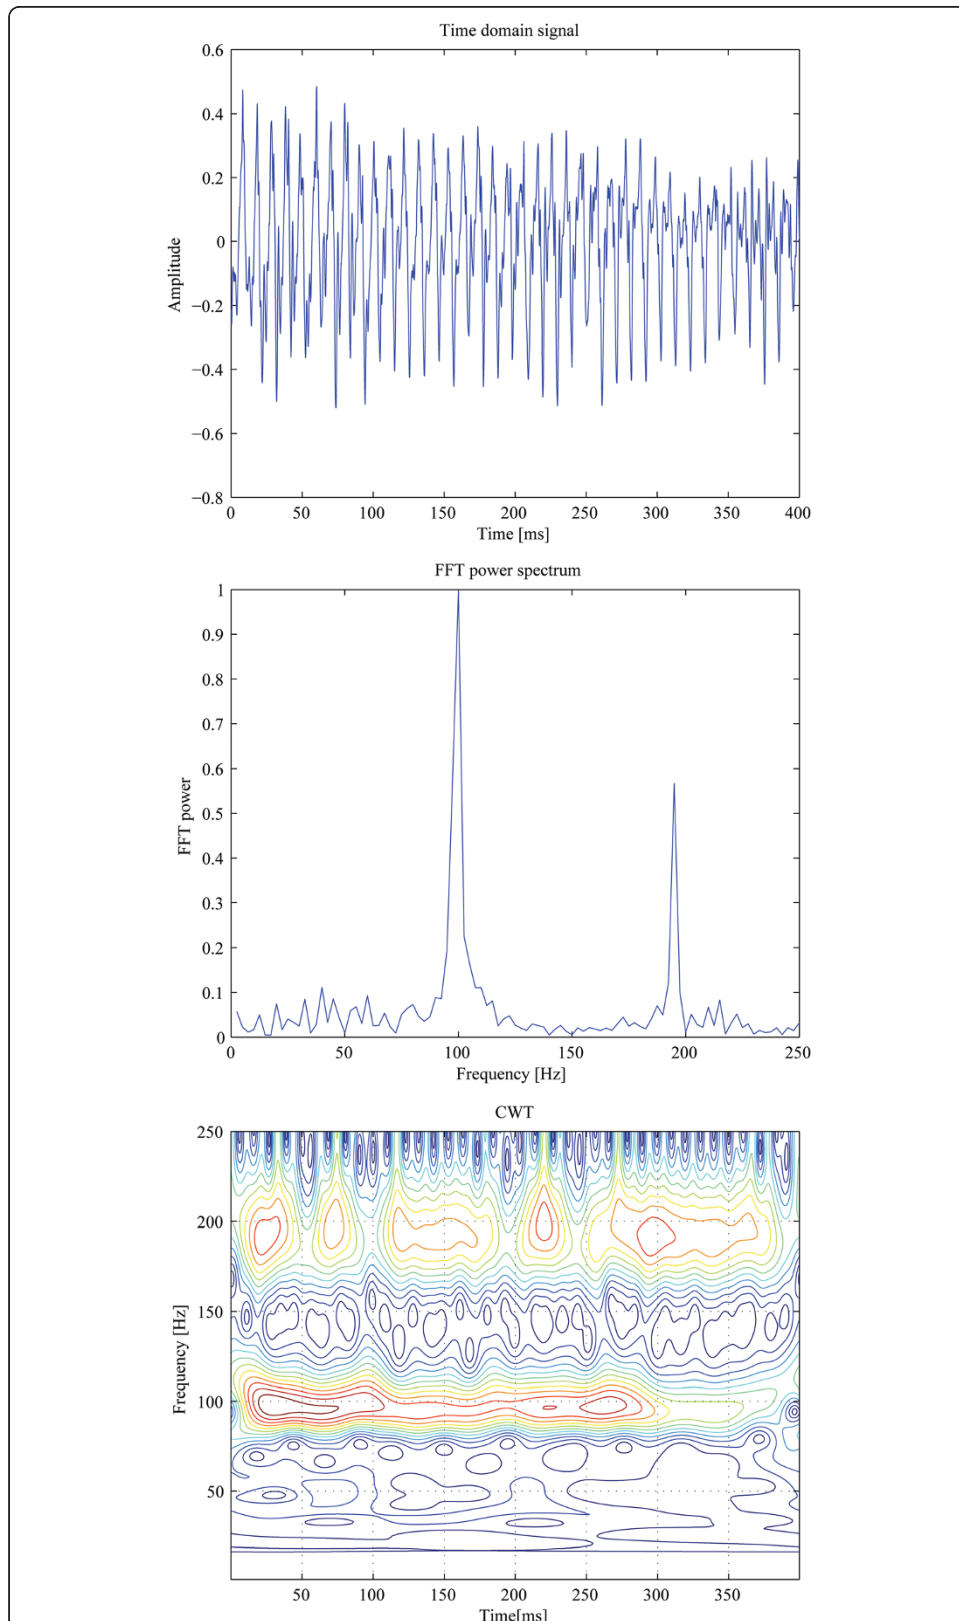 Time domain signal
0.6
0.4
0.2
0
−0.2
−0.4
−0.6
−0.8
Amplitude
0 50 100 150 200 250 300 350 400
Time [ms]
FFT power spectrum
1
0.9
0.8
0.7
0.6
0.5
0.4
0.3
0.2
0.1
0
FFT power
0 50 100 150 200 250
Frequency [Hz]
CWT
250
200
150
100
50
Frequency [Hz]
50 100 150 200 250 300 350
Time[ms]